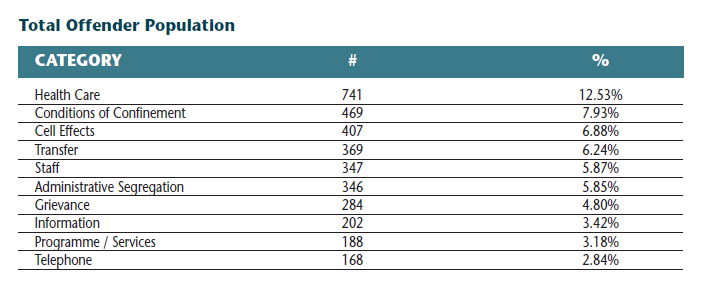 Total Offender Population
CATEGORY # %
Health Care 741 12.53%
Conditions of Confinement 469 7.93%
Cell Effects 407 6.88%
Transfer 369 6.24%
Staff 347 5.87%
Administrative Segregation 346 5.85%
Grievance 284 4.80%
Information 202 3.42%
Programme / Services 188 3.18%
Telephone 168 2.84%